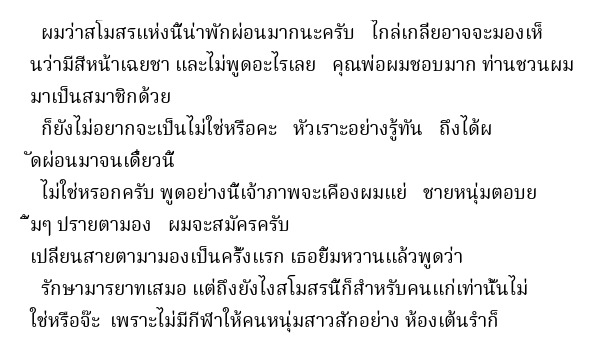 ผมว่าสโมสรแห่งนี้น่าพักผ่อนมากนะครับ ไกล่เกลี่ยอาจจะมองเห็
นว่ามีสีหน้าเฉยชา และไม่พูดอะไรเลย คุณพ่อผมชอบมาก ท่านชวนผม
มาเป็นสมาชิกด้วย
ก็ยังไม่อยากจะเป็นไม่ใช่หรือคะ หัวเราะอย่างรู้ทัน ถึงได้ผ
ัดผ่อนมาจนเดี๋ยวนี้
ไม่ใช่หรอกครับ พูดอย่างนี้เจ้าภาพจะเคืองผมแย่ ชายหนุ่มตอบย
ิ้มๆ ปรายตามอง ผมจะสมัครครับ
เปลี่ยนสายตามามองเป็นครั้งแรก เธอยิ้มหวานแล้วพูดว่า
รักษามารยาทเสมอ แต่ถึงยังไงสโมสรนี้ก็สำหรับคนแก่เท่านั้นไม่
ใช่หรือจ๊ะ เพราะไม่มีกีฬาให้คนหนุ่มสาวสักอย่าง ห้องเต้นรำก็